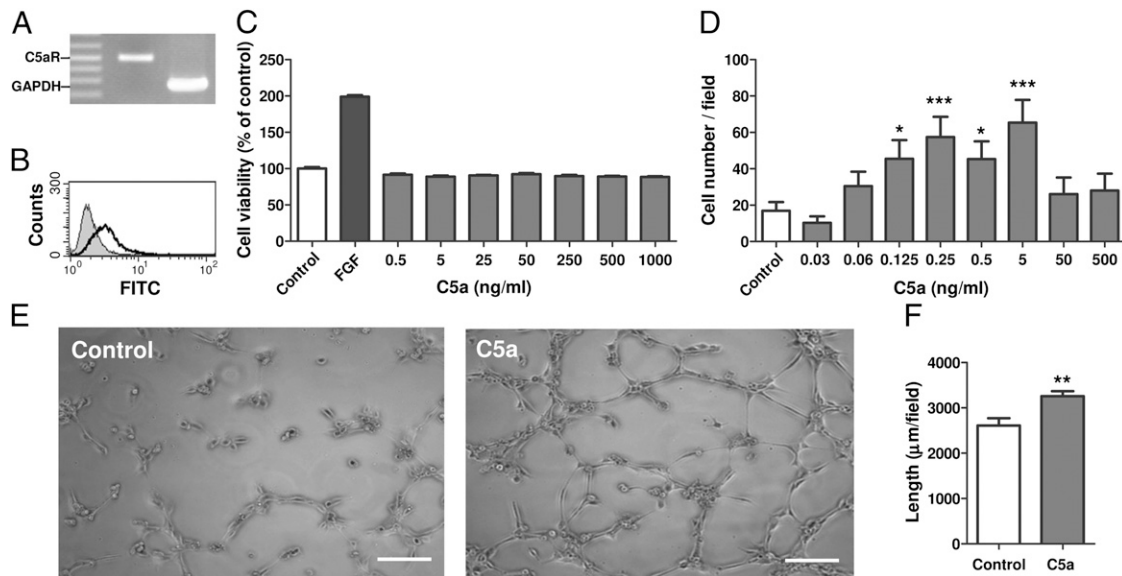 A
C5aR
GAPDH
B
300
0
Counts
10⁰ 10¹ 10²
FITC
C
Cell viability (% of control)
250
200
150
100
50
0
Control FGF 0.5 5 25 50 250 500 1000
C5a (ng/ml)
D
Cell number / field
100
80
60
40
20
0
* *** * ***
Control 0.03 0.06 0.125 0.25 0.5 5 50 500
C5a (ng/ml)
E
Control
C5a
F
Length (µm/field)
4000
3000
2000
1000
0
**
Control C5a